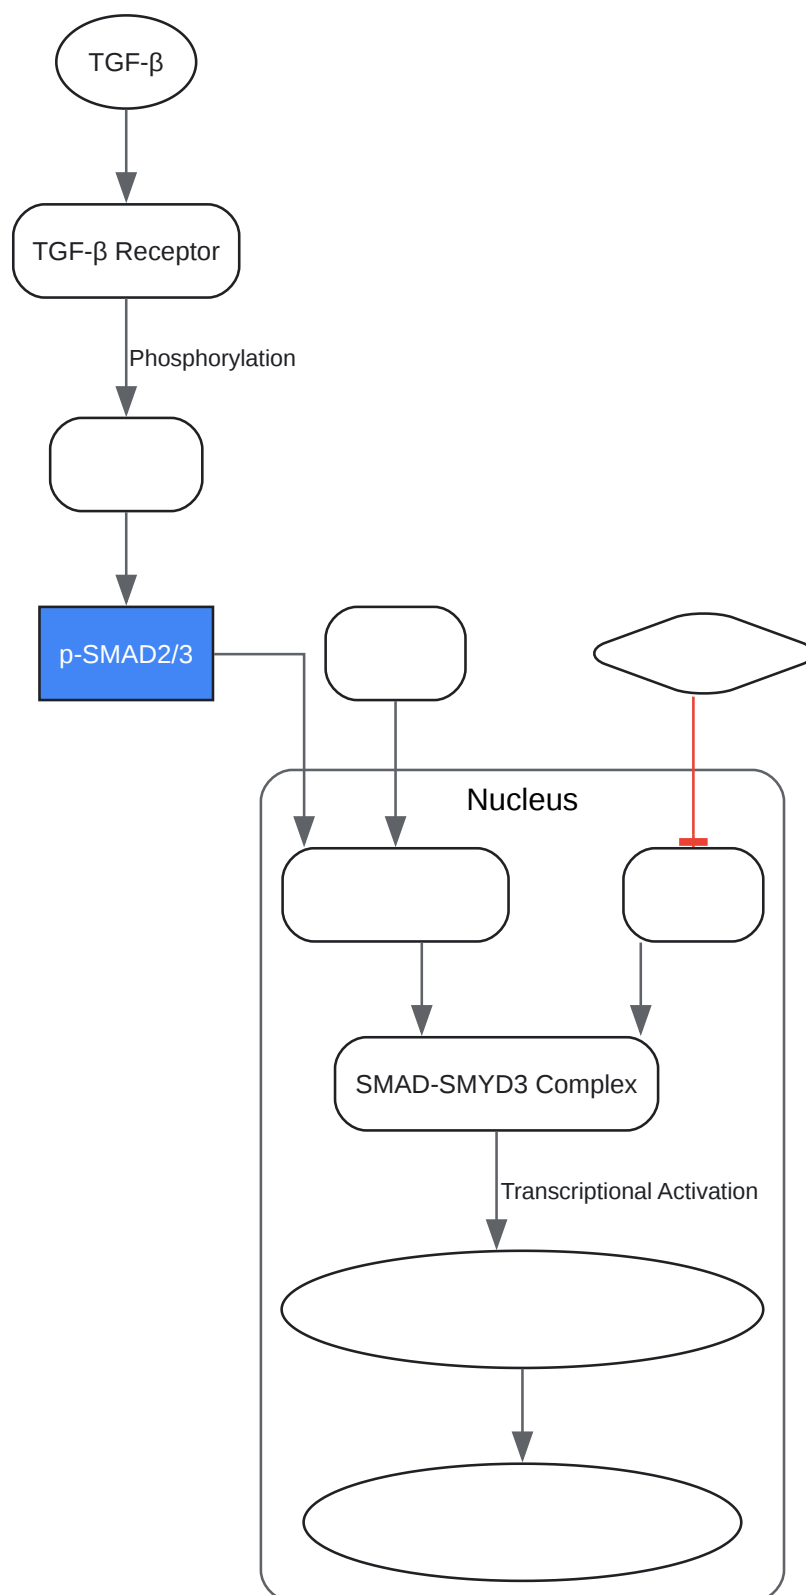 TGF-β
TGF-β Receptor
Phosphorylation
p-SMAD2/3
Nucleus
SMAD-SMYD3 Complex
Transcriptional Activation